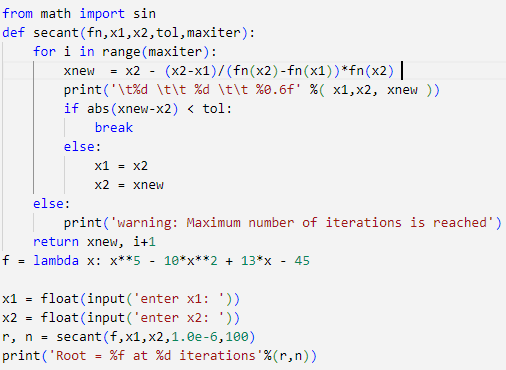 from math import sin
def secant(fn,x1,x2,tol,maxiter):
    for i in range(maxiter):
        xnew  = x2 - (x2-x1)/(fn(x2)-fn(x1))*fn(x2)
        print('\t%d \t\t %d \t\t %0.6f' %( x1,x2, xnew ))
        if abs(xnew-x2) < tol:
            break
        else:
            x1 = x2
            x2 = xnew
    else:
        print('warning: Maximum number of iterations is reached')
    return xnew, i+1
f = lambda x: x**5 - 10*x**2 + 13*x - 45
x1 = float(input('enter x1: '))
x2 = float(input('enter x2: '))
r, n = secant(f,x1,x2,1.0e-6,100)
print('Root = %f at %d iterations'%(r,n))